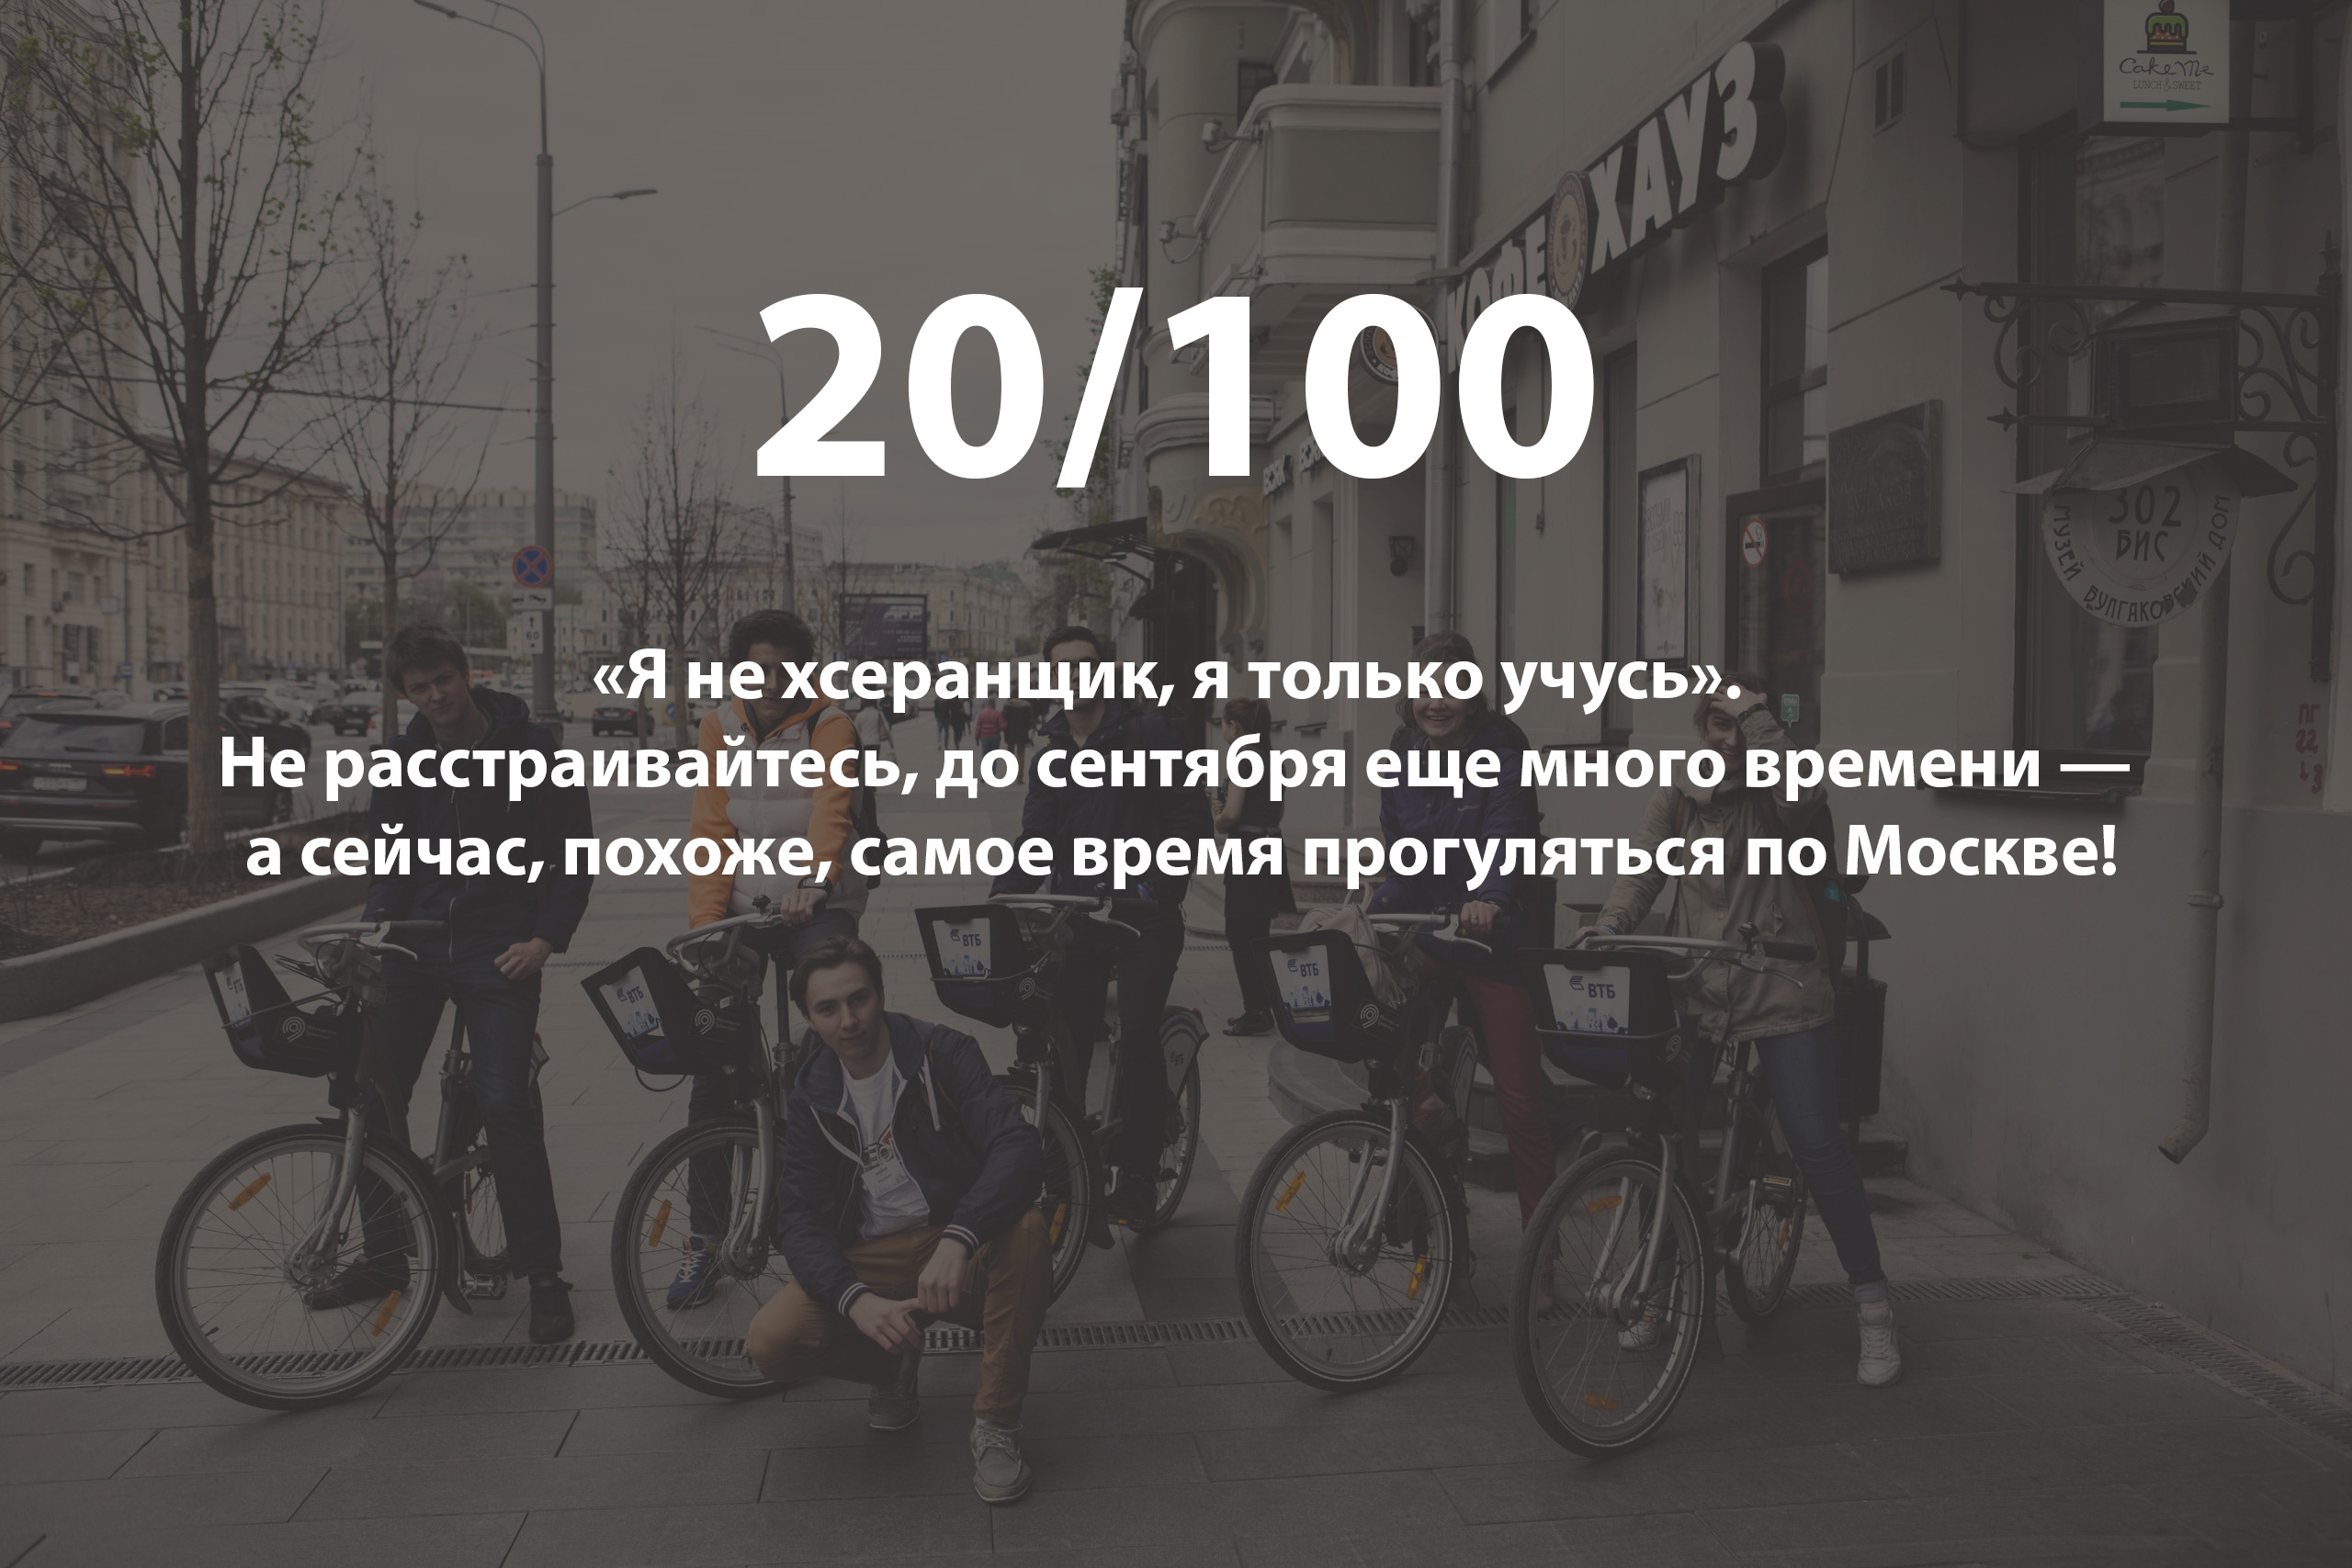 Cake Me
LUNCH & SWEET
КОФЕ ХАУЗ
20/100
302
БИС
МУЗЕЙ БУЛГАКОВСКИЙ ДОМ
60
«Я не хсеранщик, я только учусь».
Не расстраивайтесь, до сентября еще много времени —
а сейчас, похоже, самое время прогуляться по Москве!
ВТБ
ВТБ
ВТБ
ВТБ
ВТБ